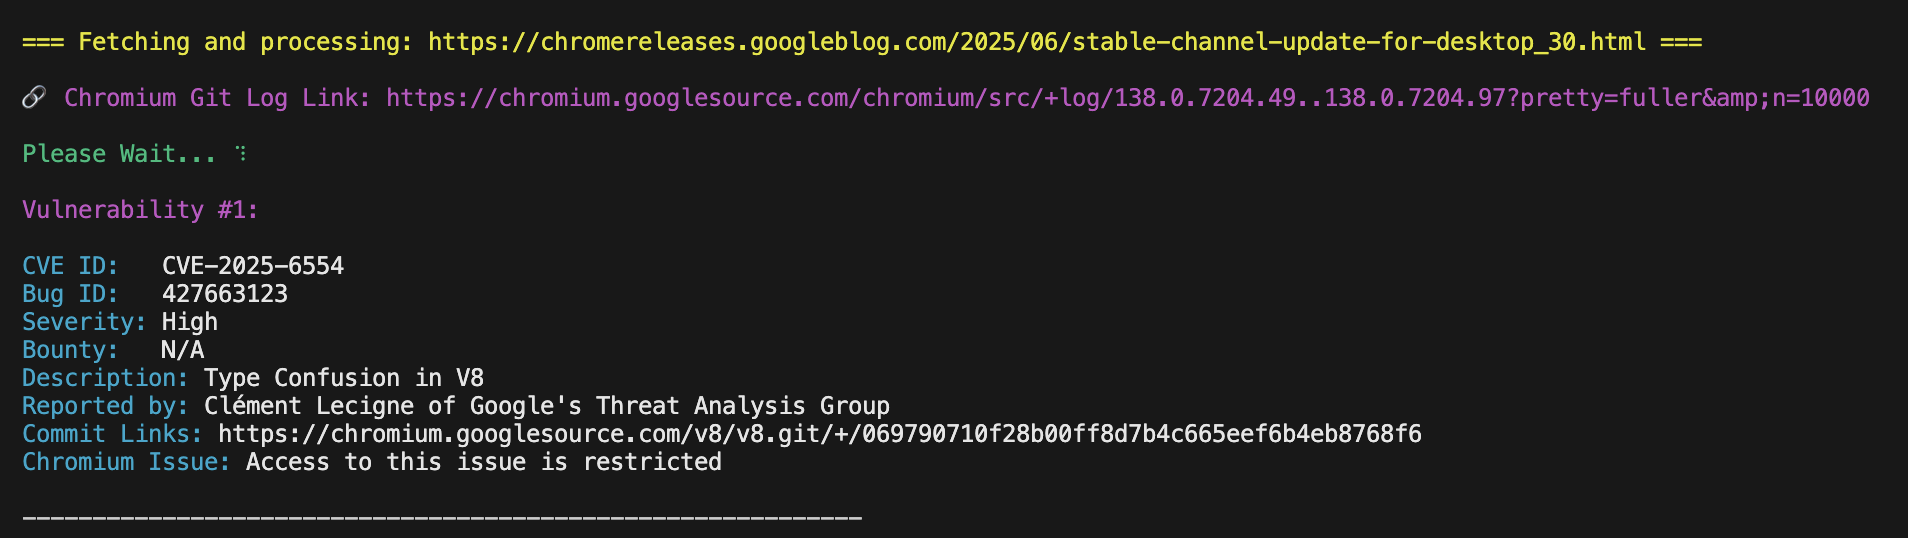 === Fetching and processing: https://chromereleases.googleblog.com/2025/06/stable-channel-update-for-desktop_30.html ===
🔗 Chromium Git Log Link: https://chromium.googlesource.com/chromium/src/+log/138.0.7204.49..138.0.7204.97?pretty=fuller&amp;n=10000
Please Wait... ⠹
Vulnerability #1:
CVE ID: CVE-2025-6554
Bug ID: 427663123
Severity: High
Bounty: N/A
Description: Type Confusion in V8
Reported by: Clément Lecigne of Google's Threat Analysis Group
Commit Links: https://chromium.googlesource.com/v8/v8.git/+/069790710f28b00ff8d7b4c665eef6b4eb8768f6
Chromium Issue: Access to this issue is restricted
------------------------------------------------------------